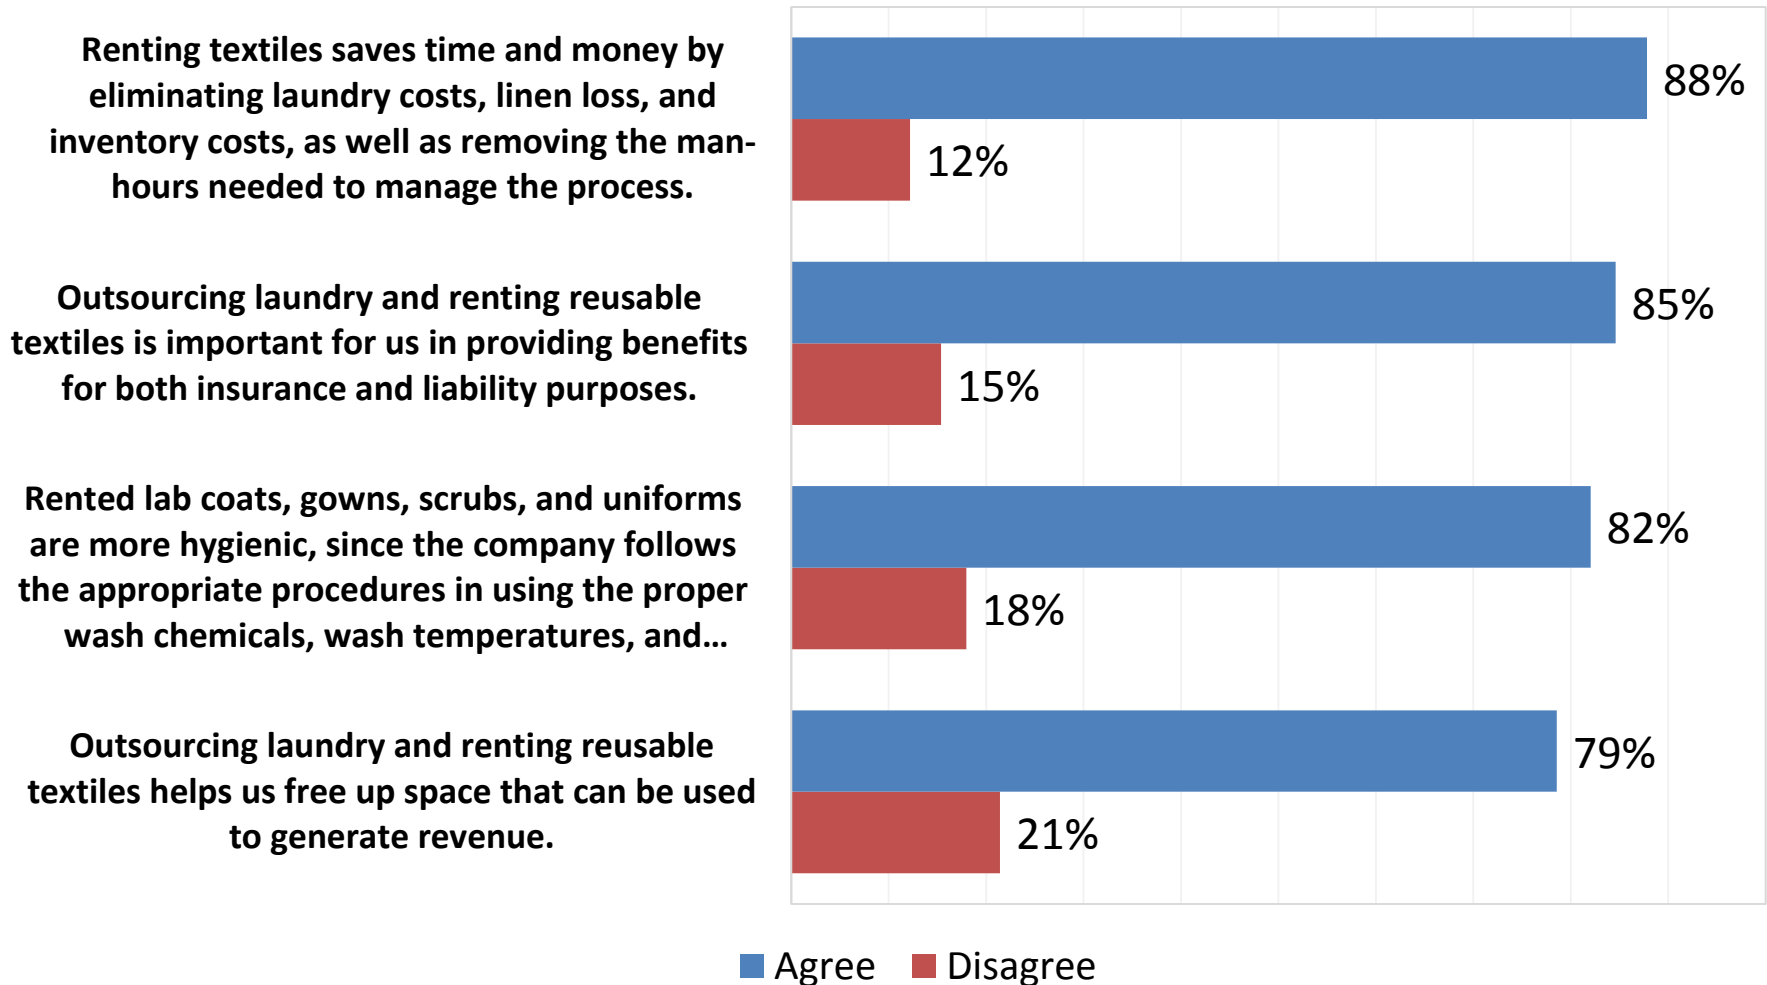 Renting textiles saves time and money by
eliminating laundry costs, linen loss, and
inventory costs, as well as removing the man-
hours needed to manage the process.
88%
12%
Outsourcing laundry and renting reusable
textiles is important for us in providing benefits
for both insurance and liability purposes.
85%
15%
Rented lab coats, gowns, scrubs, and uniforms
are more hygienic, since the company follows
the appropriate procedures in using the proper
wash chemicals, wash temperatures, and…
82%
18%
Outsourcing laundry and renting reusable
textiles helps us free up space that can be used
to generate revenue.
79%
21%
Agree Disagree